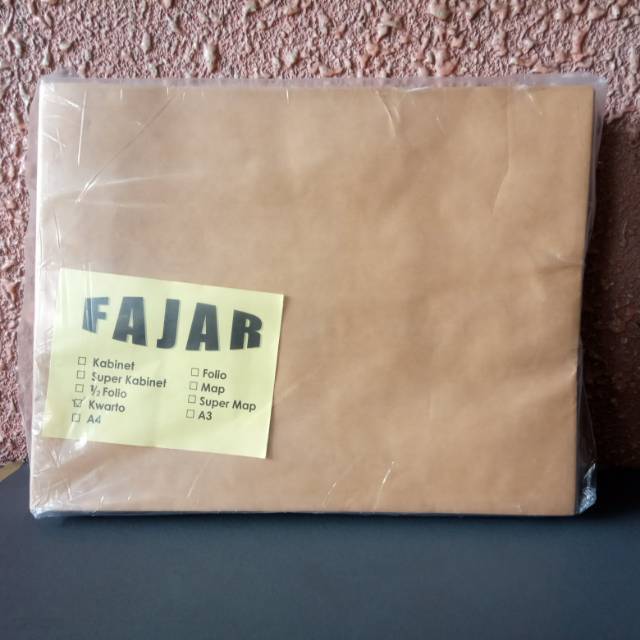 FAJAR
☐ Kabinet
☐ Super Kabinet
☐ ½ Folio
☑ Kwarto
☐ A4
☐ Folio
☐ Map
☐ Super Map
☐ A3